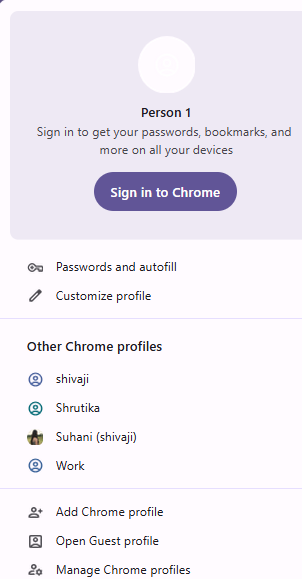 Person 1
Sign in to get your passwords, bookmarks, and
more on all your devices
Sign in to Chrome
Passwords and autofill
Customize profile
Other Chrome profiles
shivaji
Shrutika
Suhani (shivaji)
Work
Add Chrome profile
Open Guest profile
Manage Chrome profiles